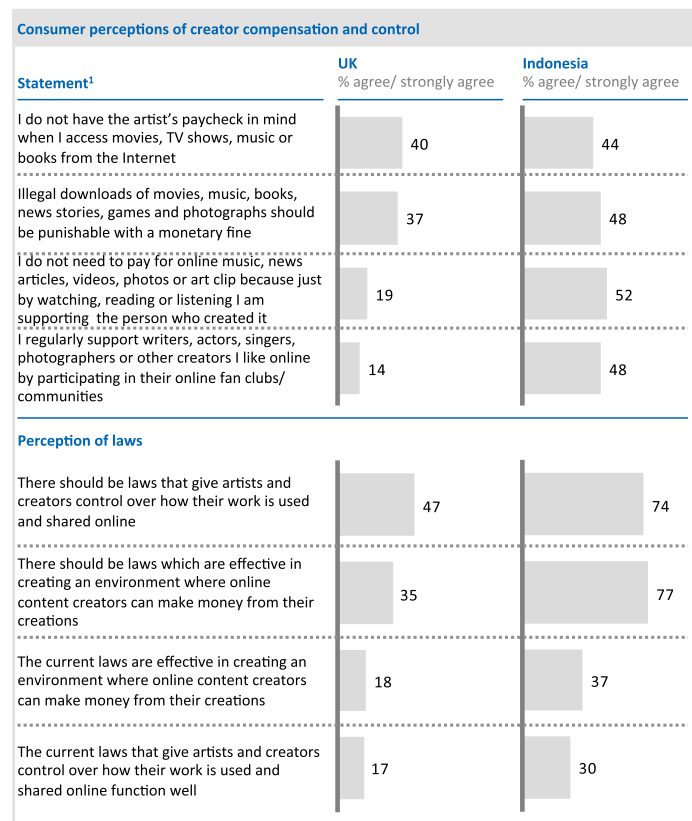 Consumer perceptions of creator compensation and control
UK
Indonesia
Statement1
% agree/ strongly agree
% agree/ strongly agree
I do not have the artist's paycheck in mind
when I access movies, TV shows, music or
books from the Internet
40
44
Illegal downloads of movies, music, books,
news stories, games and photographs should
be punishable with a monetary fine
37
48
I do not need to pay for online music, news
articles, videos, photos or art clip because just
by watching, reading or listening I am
supporting the person who created it
19
52
I regularly support writers, actors, singers,
photographers or other creators I like online
by participating in their online fan clubs/
communities
14
48
Perception of laws
There should be laws that give artists and
creators control over how their work is used
and shared online
47
74
There should be laws which are effective in
creating an environment where online
content creators can make money from their
creations
35
77
The current laws are effective in creating an
environment where online content creators
can make money from their creations
18
37
The current laws that give artists and creators
control over how their work is used and
shared online function well
17
30